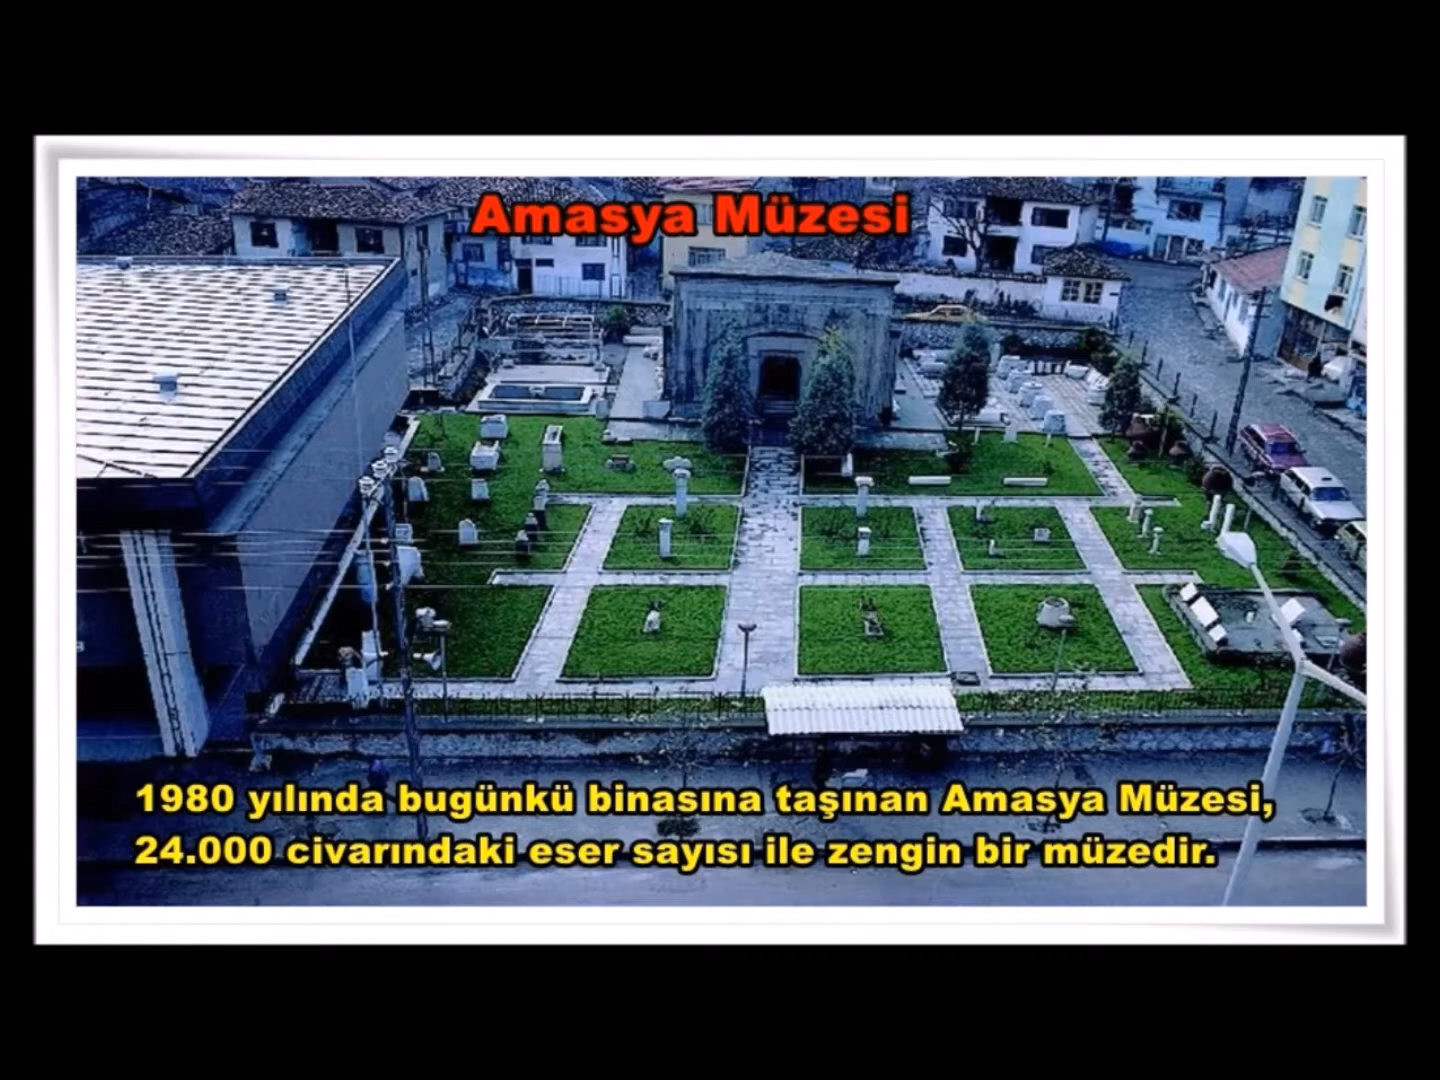 Amasya Müzesi
1980 yılında bugünkü binasına taşınan Amasya Müzesi,
24.000 civarındaki eser sayısı ile zengin bir müzedir.